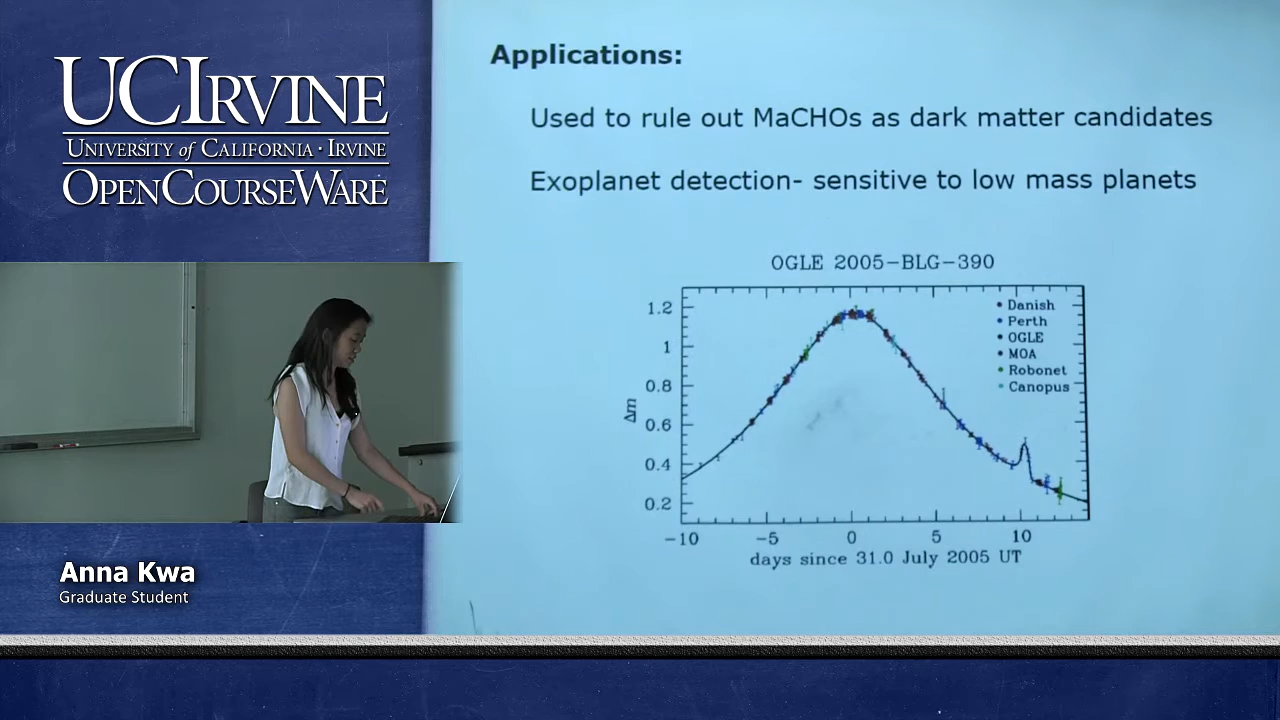 UCIRVINE
UNIVERSITY of CALIFORNIA · IRVINE
OPENCOURSEWARE
Anna Kwa
Graduate Student
Applications:
Used to rule out MaCHOs as dark matter candidates
Exoplanet detection- sensitive to low mass planets
OGLE 2005-BLG-390
Danish
Perth
OGLE
MOA
Robonet
Canopus
1.2
1
0.8
0.6
0.4
0.2
Δm
-10 -5 0 5 10
days since 31.0 July 2005 UT